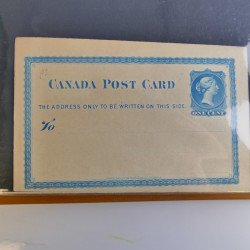 CANADA POST CARD
THE ADDRESS ONLY TO BE WRITTEN ON THIS SIDE.
To
ONE CENT